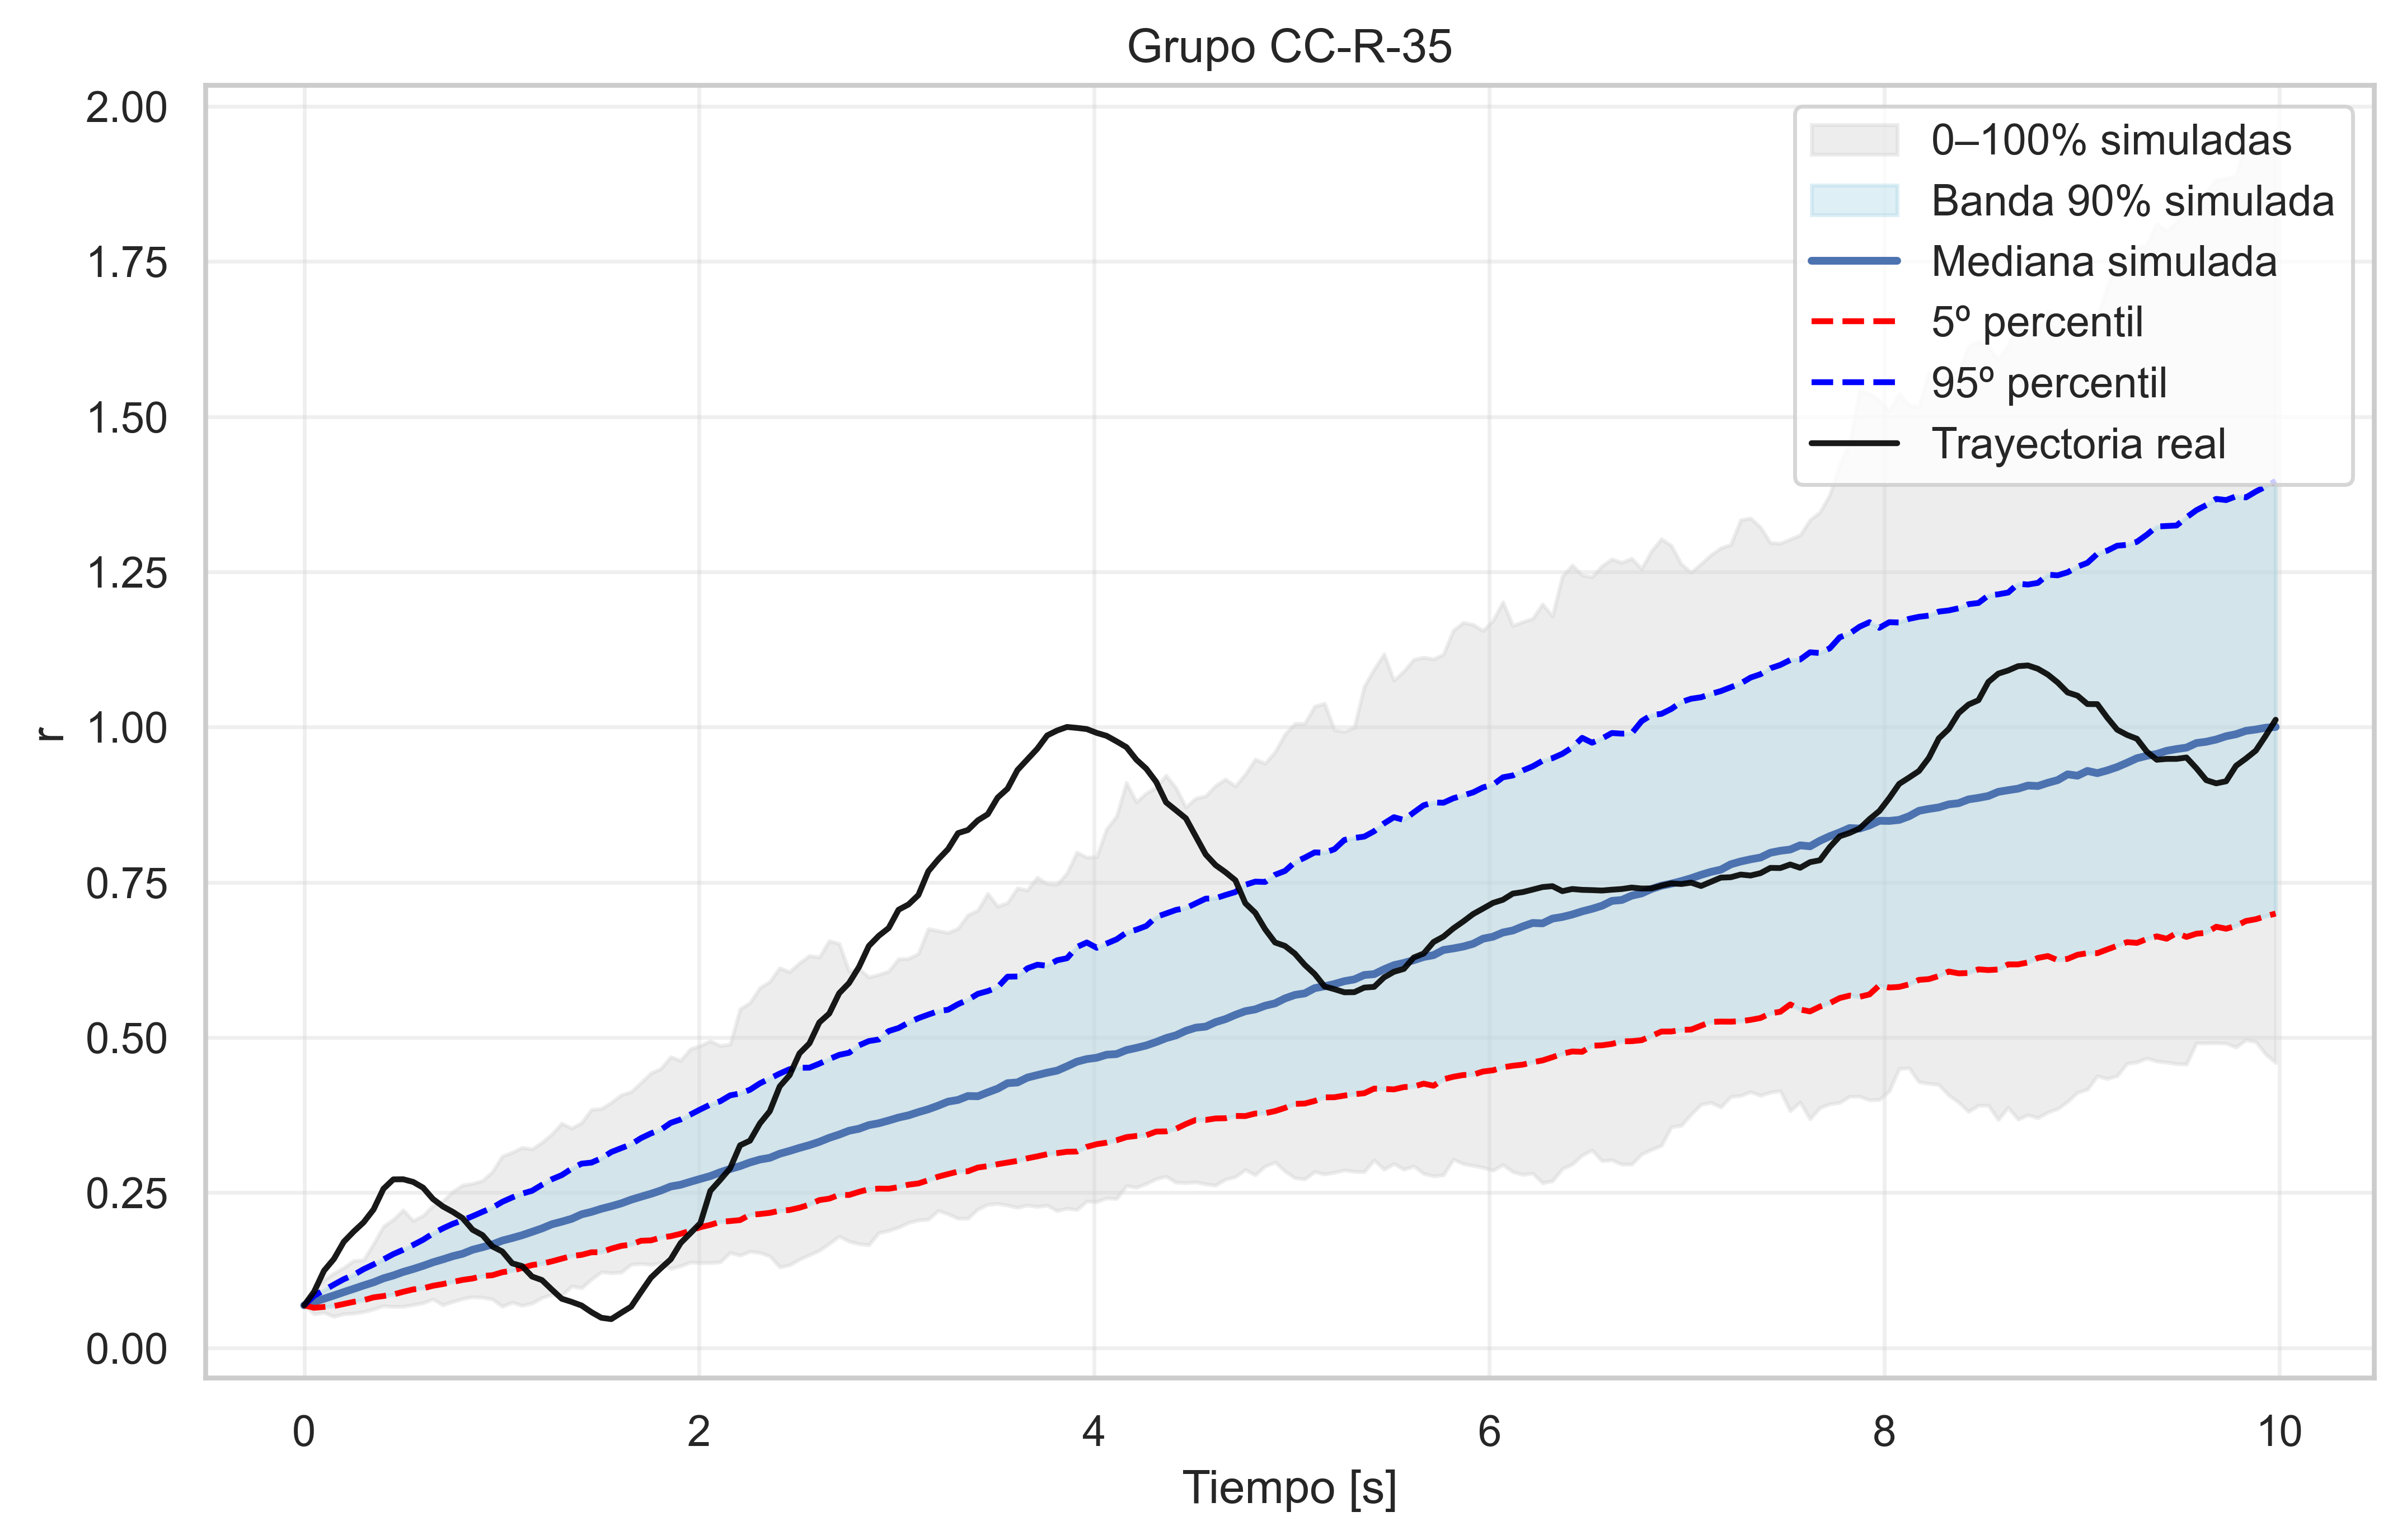 Grupo CC-R-35
2.00
1.75
1.50
1.25
1.00
0.75
0.50
0.25
0.00
r
0–100% simuladas
Banda 90% simulada
Mediana simulada
5º percentil
95º percentil
Trayectoria real
0 2 4 6 8 10
Tiempo [s]